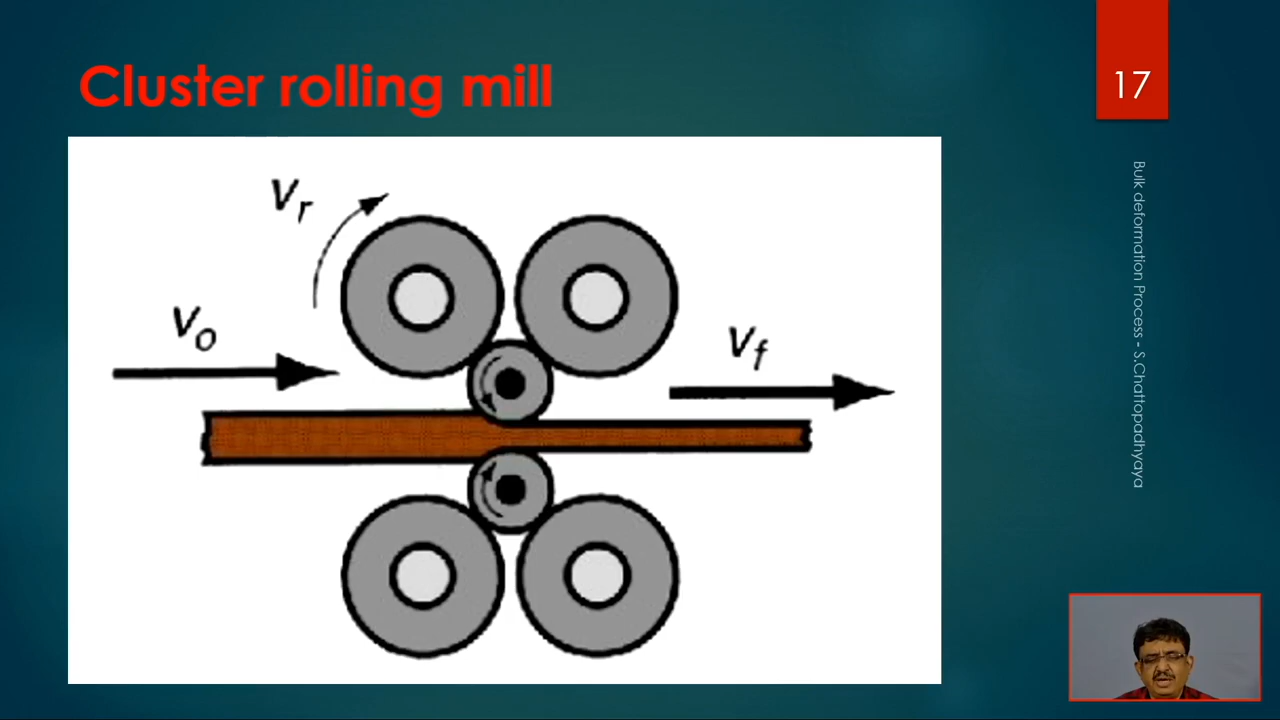 Cluster rolling mill
17
Vr
Vo
Vf
Bulk deformation Process - S.Chattopadhyaya